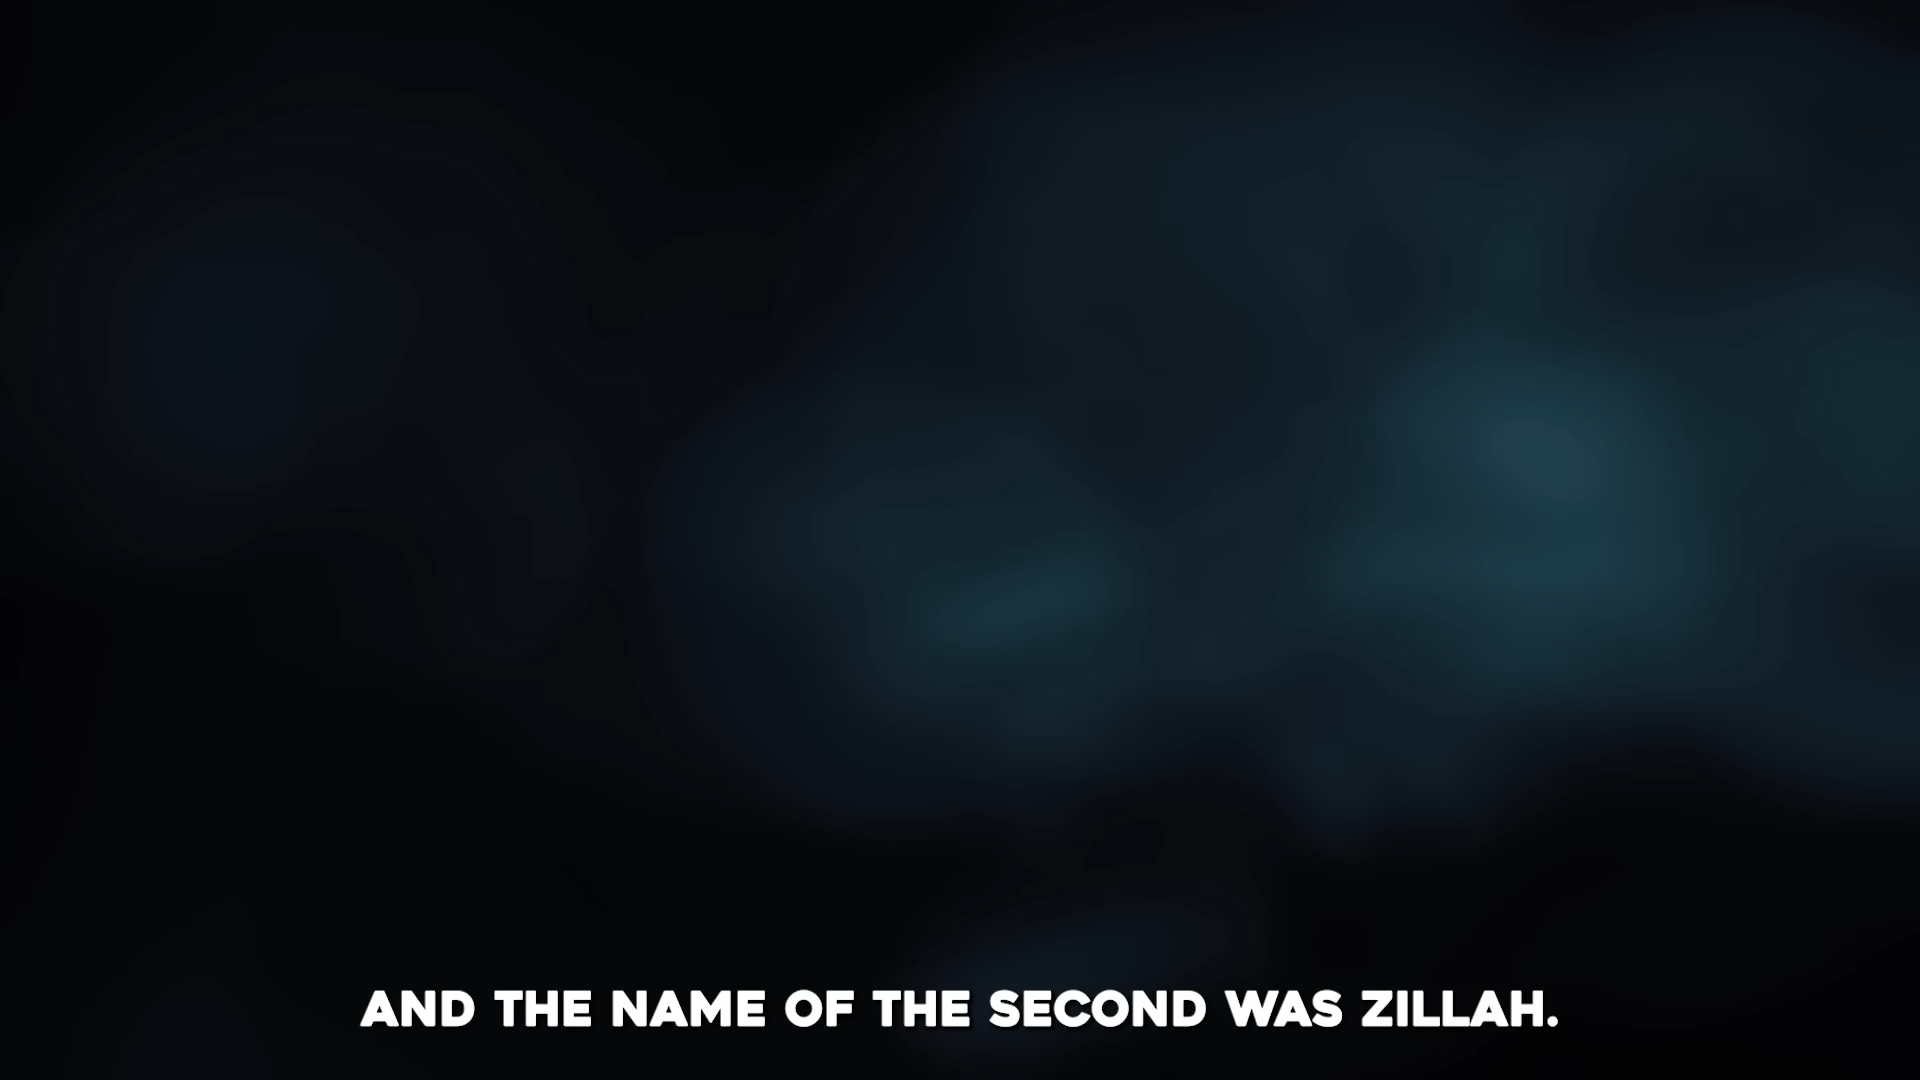 AND THE NAME OF THE SECOND WAS ZILLAH.